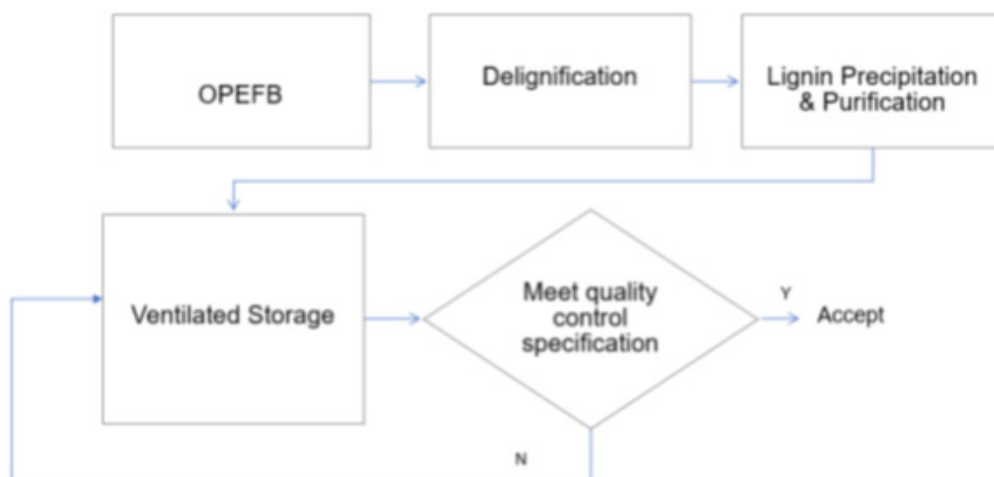 OPEFB
Delignification
Lignin Precipitation
& Purification
Ventilated Storage
Meet quality
control
specification
Y
Accept
N